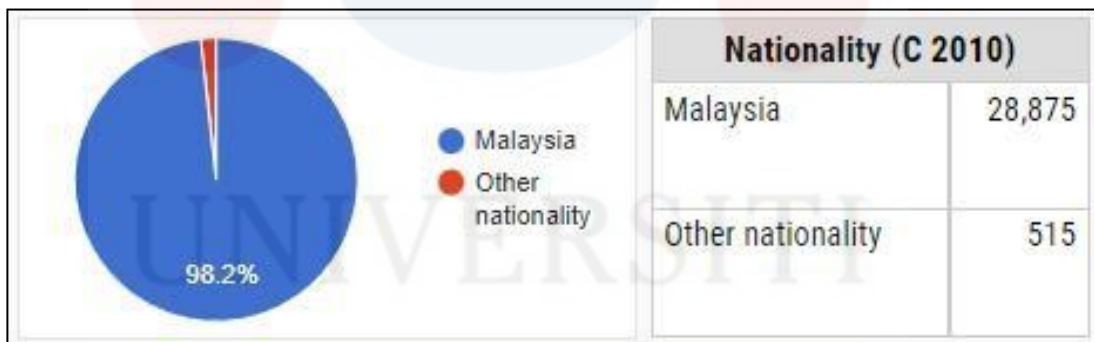 Malaysia
Other
nationality
98.2%
Nationality (C 2010)
Malaysia 28,875
Other nationality 515
UNIVERSITI